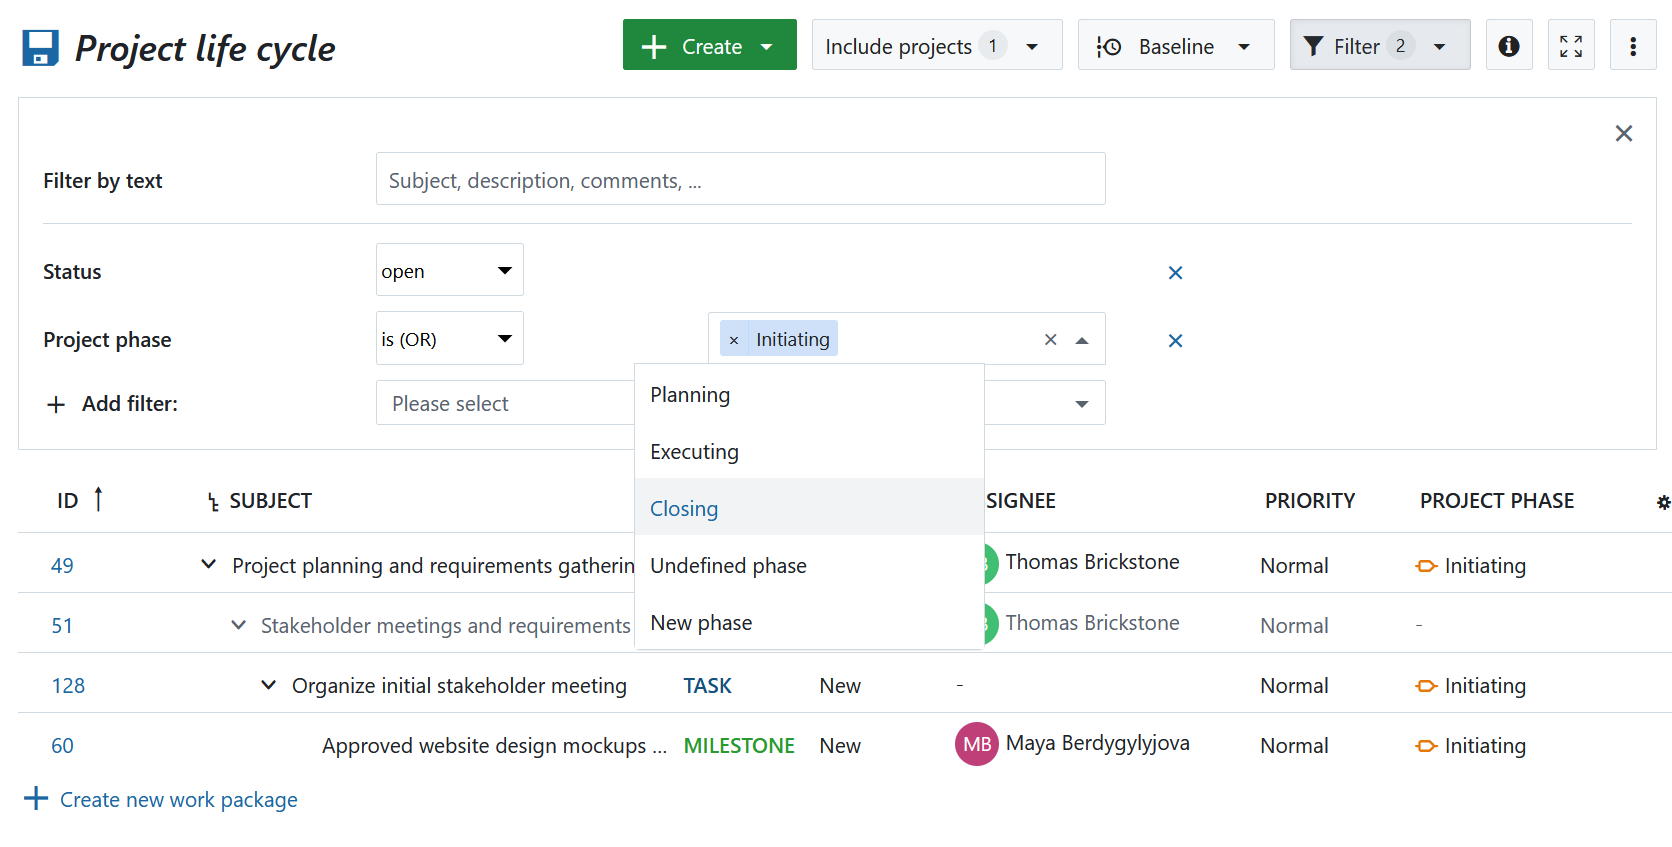 Project life cycle
Create
Include projects 1
Baseline
Filter 2
Filter by text
Subject, description, comments, ...
Status
open
Project phase
is (OR)
× Initiating
Add filter:
Please select
Planning
Executing
Closing
Undefined phase
New phase
ID SUBJECT SIGNEE PRIORITY PROJECT PHASE
49 Project planning and requirements gatherin Thomas Brickstone Normal Initiating
51 Stakeholder meetings and requirements Thomas Brickstone Normal -
128 Organize initial stakeholder meeting TASK New - Normal Initiating
60 Approved website design mockups ... MILESTONE New MB Maya Berdygylyjova Normal Initiating
Create new work package